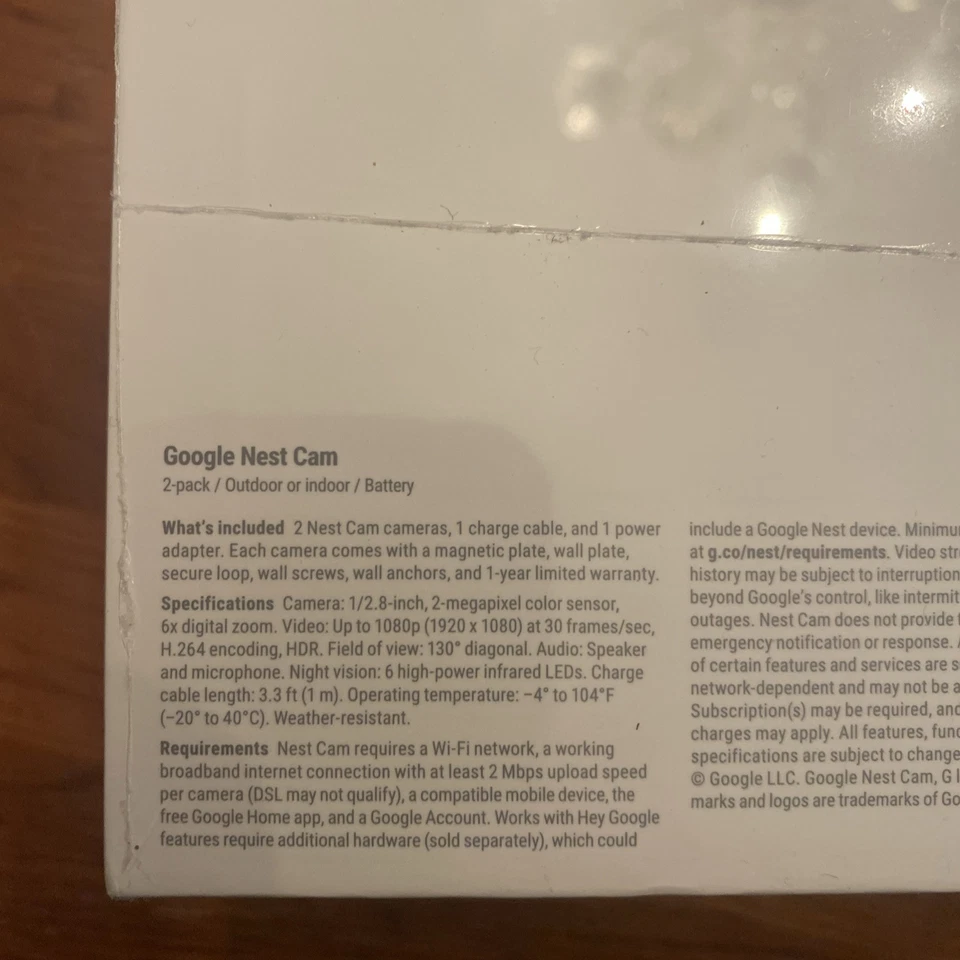 Google Nest Cam
2-pack / Outdoor or indoor / Battery
What's included 2 Nest Cam cameras, 1 charge cable, and 1 power
adapter. Each camera comes with a magnetic plate, wall plate,
secure loop, wall screws, wall anchors, and 1-year limited warranty.
Specifications Camera: 1/2.8-inch, 2-megapixel color sensor,
6x digital zoom. Video: Up to 1080p (1920 x 1080) at 30 frames/sec,
H.264 encoding, HDR. Field of view: 130° diagonal. Audio: Speaker
and microphone. Night vision: 6 high-power infrared LEDs. Charge
cable length: 3.3 ft (1 m). Operating temperature: −4° to 104°F
(−20° to 40°C). Weather-resistant.
Requirements Nest Cam requires a Wi-Fi network, a working
broadband internet connection with at least 2 Mbps upload speed
per camera (DSL may not qualify), a compatible mobile device, the
free Google Home app, and a Google Account. Works with Hey Google
features require additional hardware (sold separately), which could
include a Google Nest device.
at g.co/nest/requirements. Video
history may be subject to
beyond Google's control, like
outages. Nest Cam does not provide
emergency notification or response.
of certain features and services are
network-dependent and may not be
Subscription(s) may be required,
charges may apply. All features,
specifications are subject to change
© Google LLC. Google Nest Cam, G
marks and logos are trademarks of